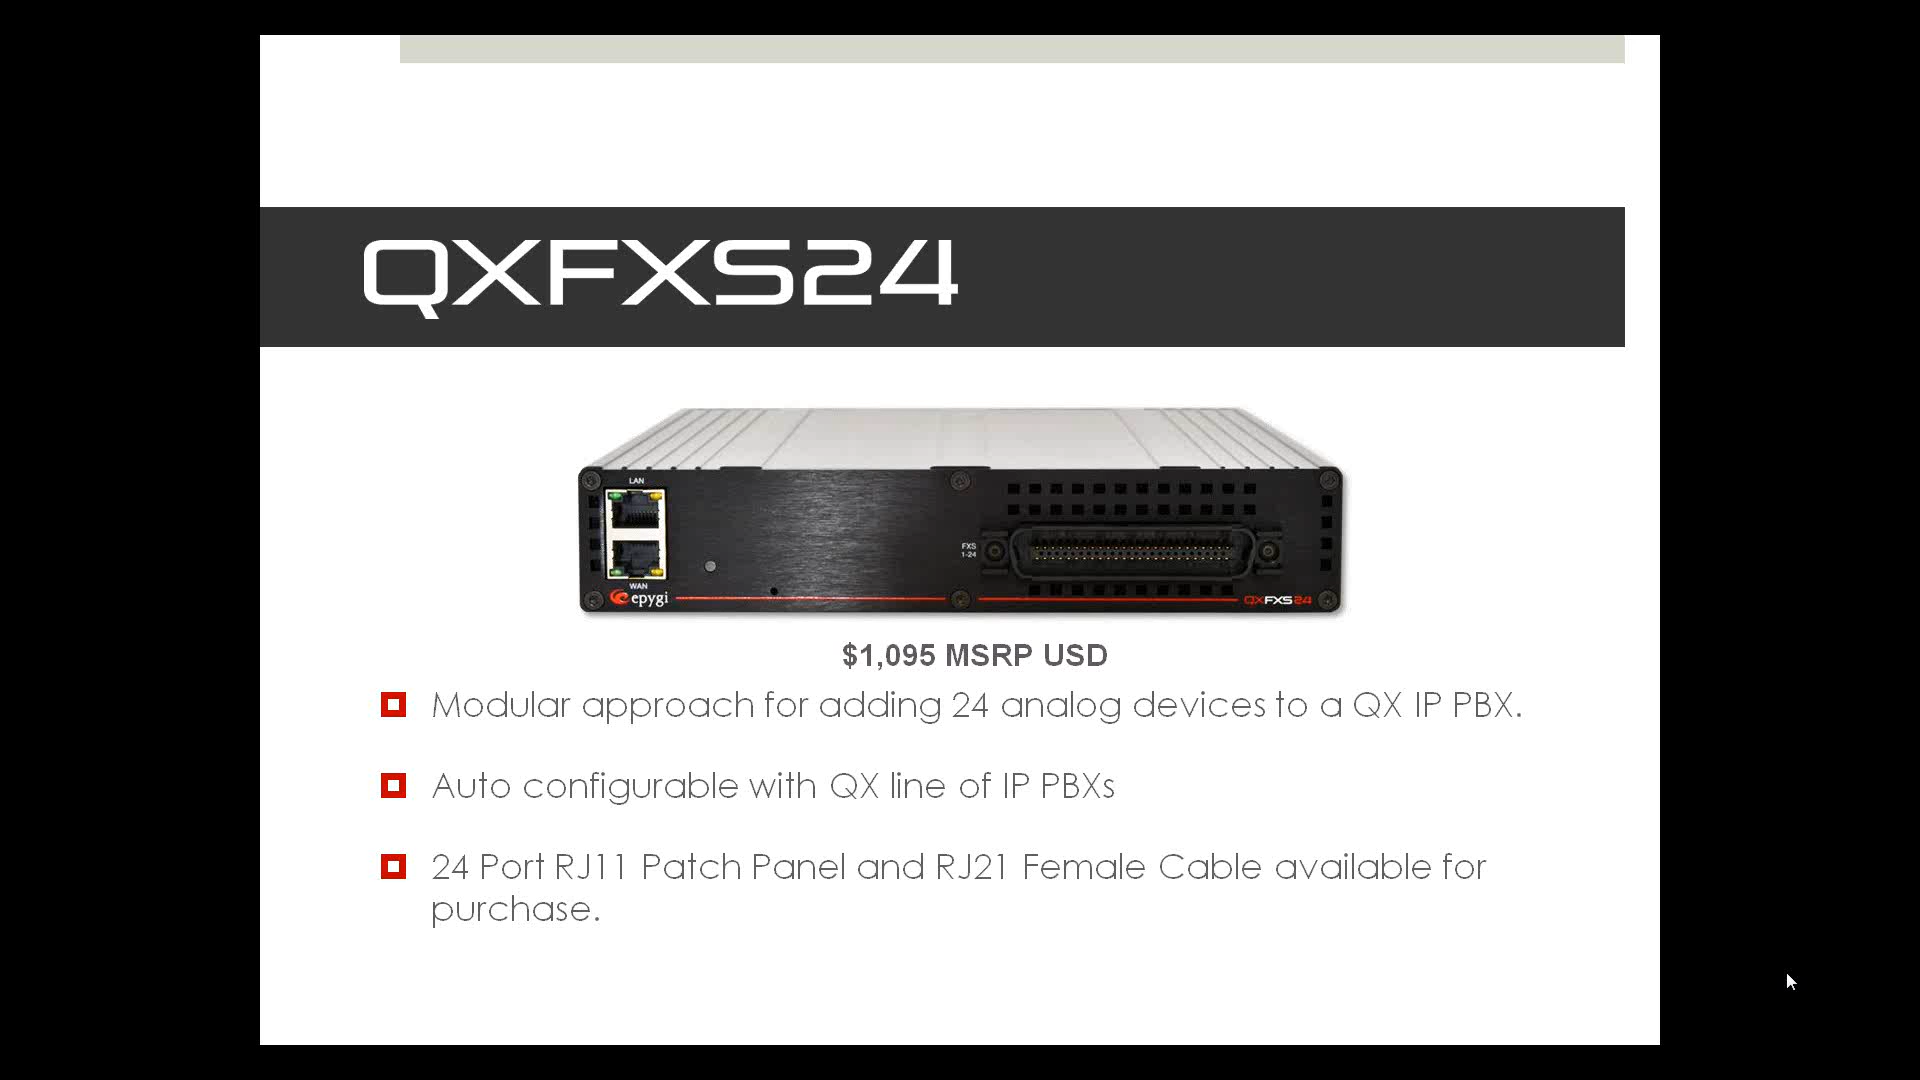 QXFXS24
LAN
FXS
1-24
WAN
epygi
QXFXS24
$1,095 MSRP USD
Modular approach for adding 24 analog devices to a QX IP PBX.
Auto configurable with QX line of IP PBXs
24 Port RJ11 Patch Panel and RJ21 Female Cable available for
purchase.